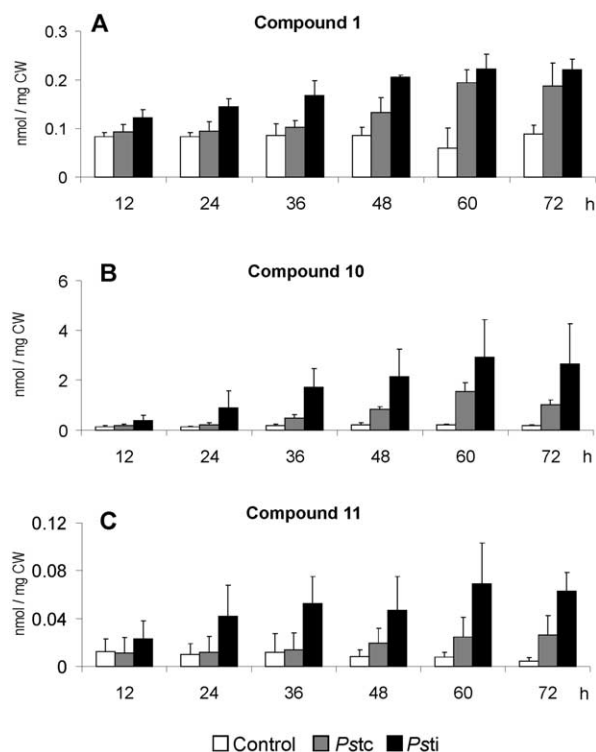 A
Compound 1
nmol / mg CW
0.3
0.2
0.1
0
12 24 36 48 60 72 h
B
Compound 10
nmol / mg CW
6
4
2
0
12 24 36 48 60 72 h
C
Compound 11
nmol / mg CW
0.12
0.08
0.04
0
12 24 36 48 60 72 h
Control Pstc Psti